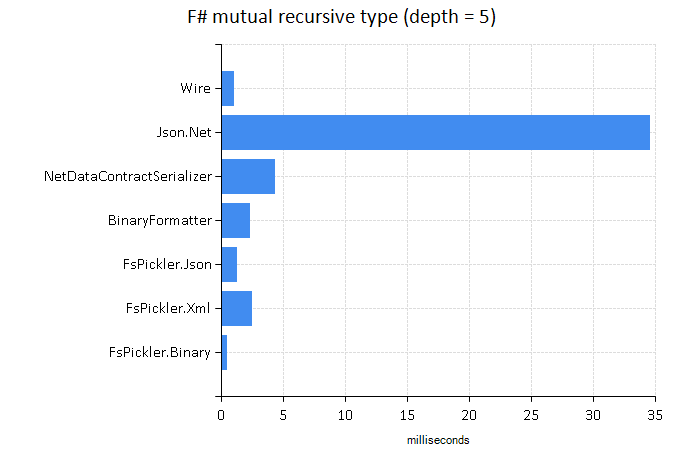 F# mutual recursive type (depth = 5)
Wire
Json.Net
NetDataContractSerializer
BinaryFormatter
FsPickler.Json
FsPickler.Xml
FsPickler.Binary
0 5 10 15 20 25 30 35
milliseconds